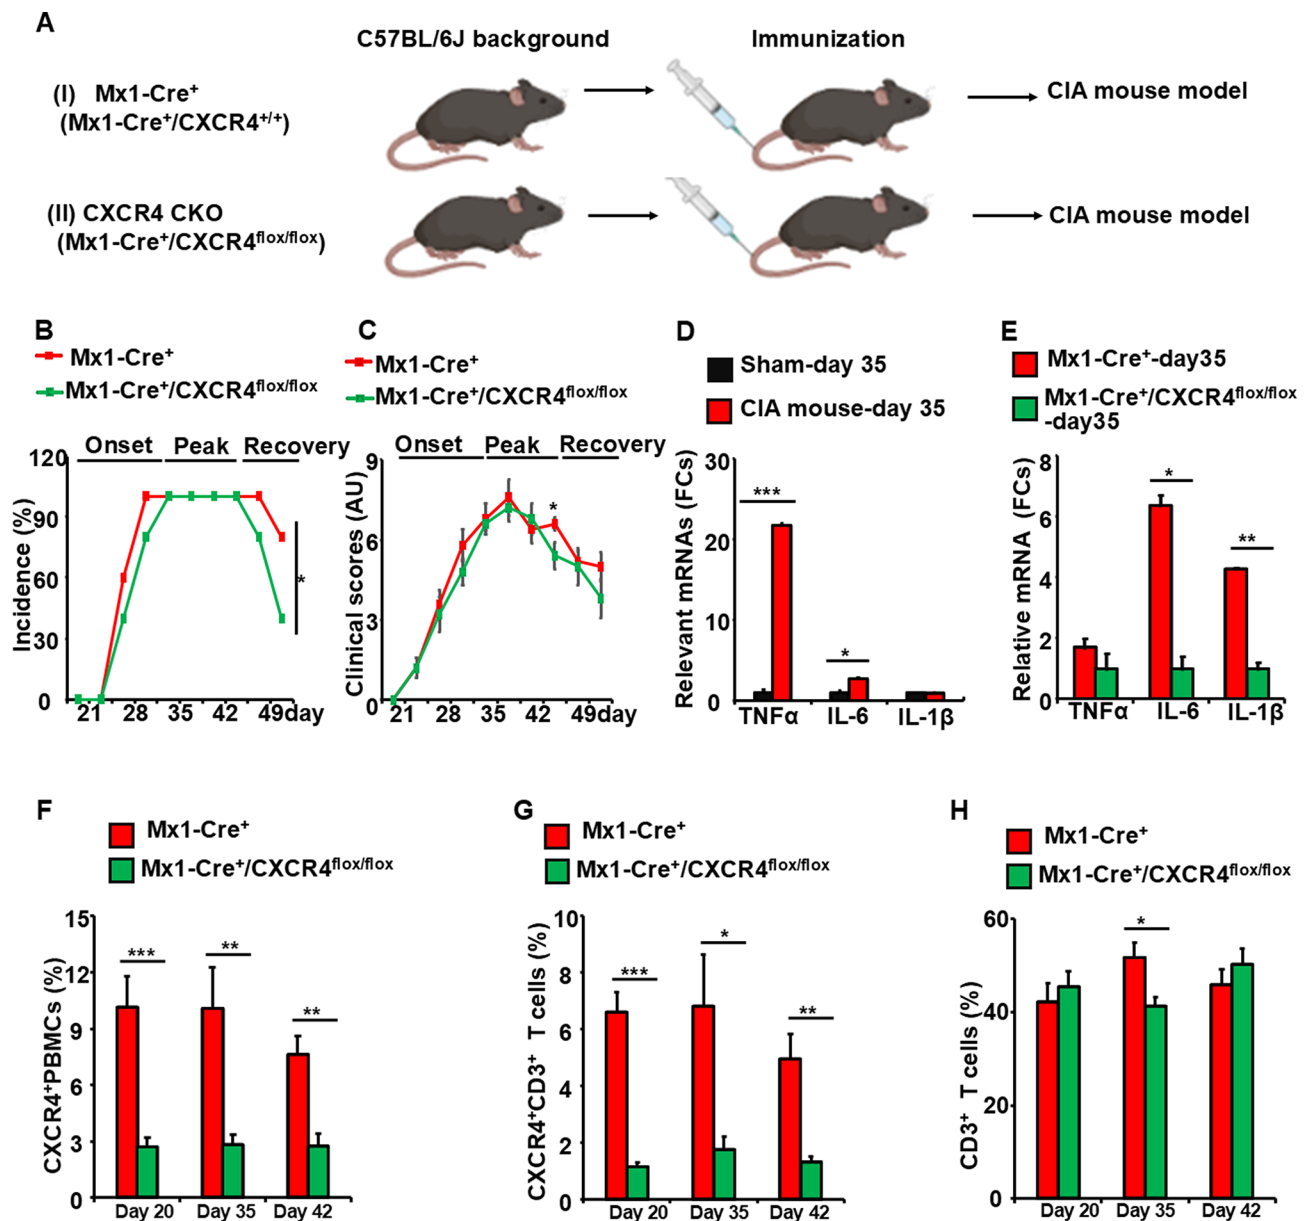 A
C57BL/6J background
Immunization
(I) Mx1-Cre⁺
(Mx1-Cre⁺/CXCR4⁺/⁺)
CIA mouse model
(II) CXCR4 CKO
(Mx1-Cre⁺/CXCR4flox/flox)
CIA mouse model
B
Mx1-Cre⁺
Mx1-Cre⁺/CXCR4flox/flox
Onset Peak Recovery
Incidence (%)
120
90
60
30
0
*
21 28 35 42 49day
C
Mx1-Cre⁺
Mx1-Cre⁺/CXCR4flox/flox
Onset Peak Recovery
Clinical scores (AU)
9
6
3
0
*
21 28 35 42 49day
D
Sham-day 35
CIA mouse-day 35
Relevant mRNAs (FCs)
30
20
10
0
***
*
TNFα IL-6 IL-1β
E
Mx1-Cre⁺-day35
Mx1-Cre⁺/CXCR4flox/flox
-day35
Relative mRNA (FCs)
8
6
4
2
0
*
**
TNFα IL-6 IL-1β
F
Mx1-Cre⁺
Mx1-Cre⁺/CXCR4flox/flox
CXCR4⁺PBMCs (%)
15
12
9
6
3
0
***
**
**
Day 20 Day 35 Day 42
G
Mx1-Cre⁺
Mx1-Cre⁺/CXCR4flox/flox
CXCR4⁺CD3⁺ T cells (%)
10
8
6
4
2
0
***
*
**
Day 20 Day 35 Day 42
H
Mx1-Cre⁺
Mx1-Cre⁺/CXCR4flox/flox
CD3⁺ T cells (%)
60
40
20
0
*
Day 20 Day 35 Day 42